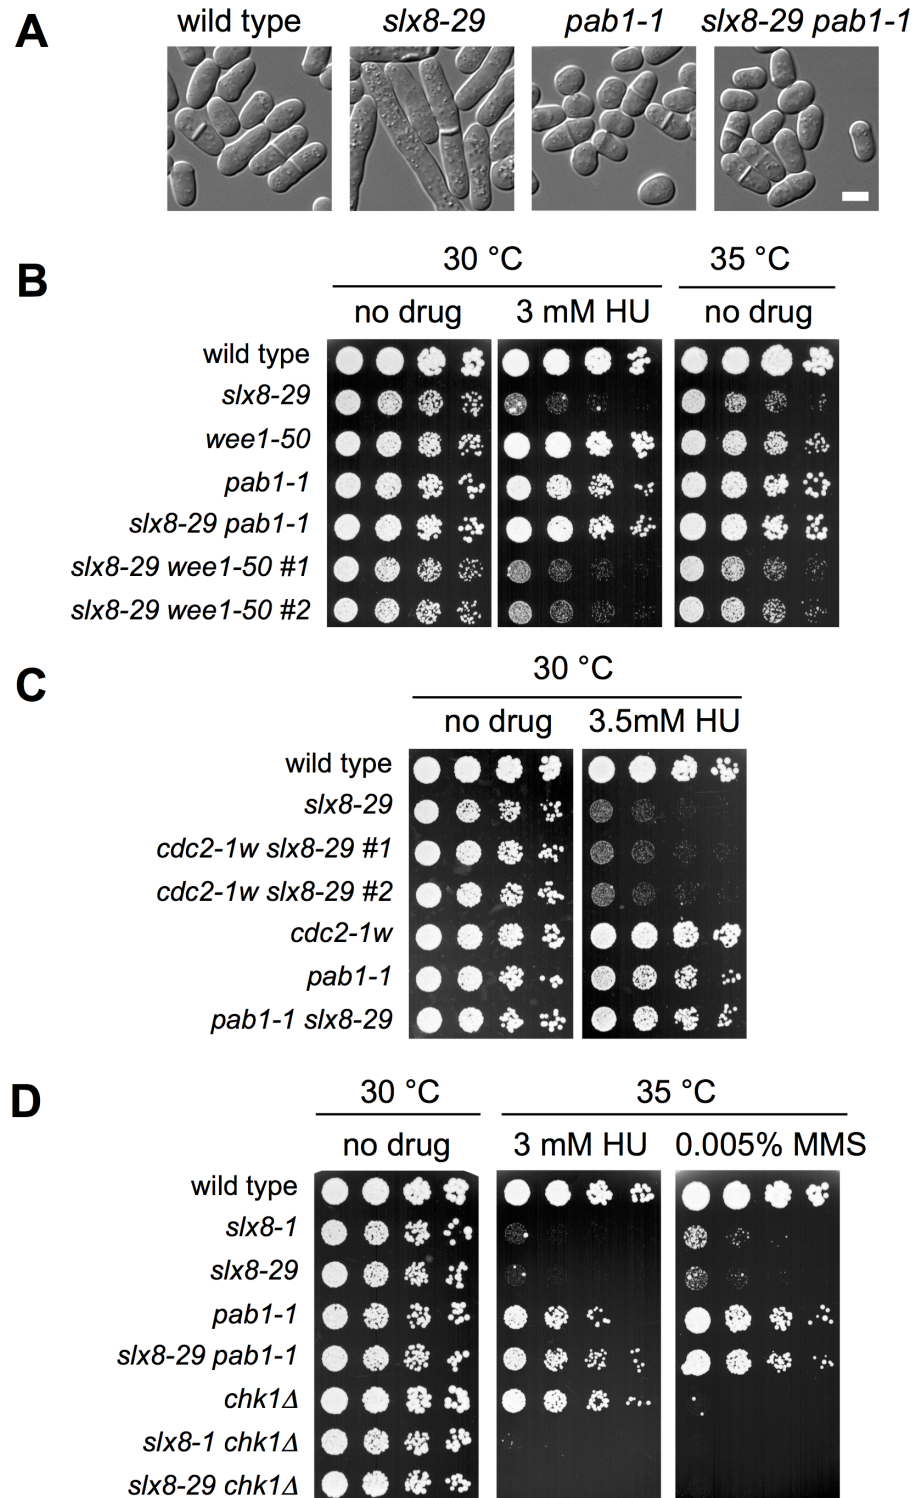 A
wild type slx8-29 pab1-1 slx8-29 pab1-1
B
30 °C 35 °C
no drug 3 mM HU no drug
wild type
slx8-29
wee1-50
pab1-1
slx8-29 pab1-1
slx8-29 wee1-50 #1
slx8-29 wee1-50 #2
C
30 °C
no drug 3.5mM HU
wild type
slx8-29
cdc2-1w slx8-29 #1
cdc2-1w slx8-29 #2
cdc2-1w
pab1-1
pab1-1 slx8-29
D
30 °C 35 °C
no drug 3 mM HU 0.005% MMS
wild type
slx8-1
slx8-29
pab1-1
slx8-29 pab1-1
chk1Δ
slx8-1 chk1Δ
slx8-29 chk1Δ